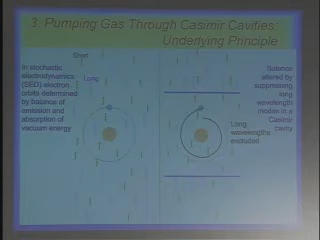 3. Pumping Gas Through Casimir Cavities:
Underlying Principle
Short
Long
In stochastic
electrodynamics
(SED) electron
orbits determined
by balance of
emission and
absorption of
vacuum energy
Balance
altered by
suppressing
long
wavelength
modes in a
Casimir
cavity
Long
wavelengths
excluded